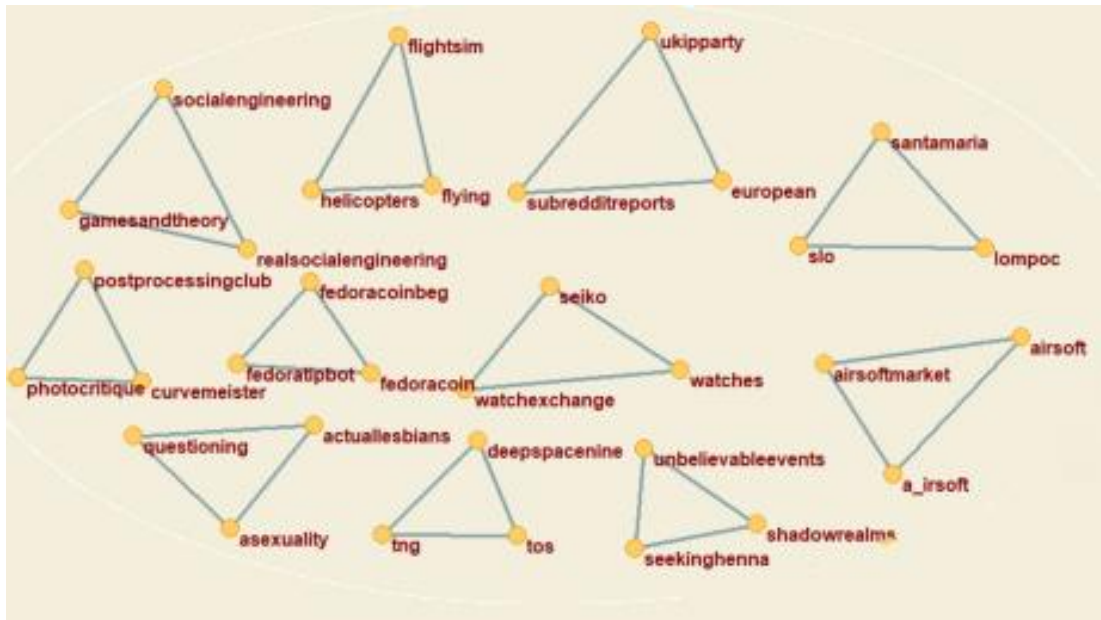 flightsim
ukipparty
socialengineering
santamaria
helicopters
flying
subredditreports
european
gamesandtheory
realsocialengineering
slo
lompoc
postprocessingclub
fedoracoinbeg
seiko
airsoft
photocritique
curvemeister
fedoratipbot
fedoracoin
watchexchange
watches
airsoftmarket
questioning
actuallesbians
deepspacenine
unbelievableevents
a_irsoft
asexuality
tng
tos
seekinghenna
shadowrealms